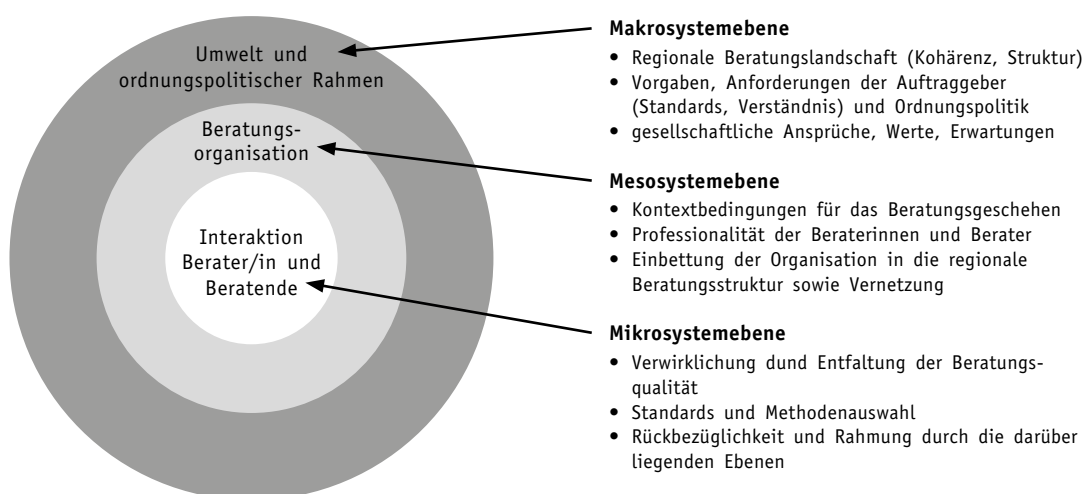 Umwelt und
ordnungspolitischer Rahmen
Beratungs-
organisation
Interaktion
Berater/in und
Beratende
Makrosystemebene
• Regionale Beratungslandschaft (Kohärenz, Struktur)
• Vorgaben, Anforderungen der Auftraggeber
(Standards, Verständnis) und Ordnungspolitik
• gesellschaftliche Ansprüche, Werte, Erwartungen
Mesosystemebene
• Kontextbedingungen für das Beratungsgeschehen
• Professionalität der Beraterinnen und Berater
• Einbettung der Organisation in die regionale
Beratungsstruktur sowie Vernetzung
Mikrosystemebene
• Verwirklichung dund Entfaltung der Beratungs-
qualität
• Standards und Methodenauswahl
• Rückbezüglichkeit und Rahmung durch die darüber
liegenden Ebenen